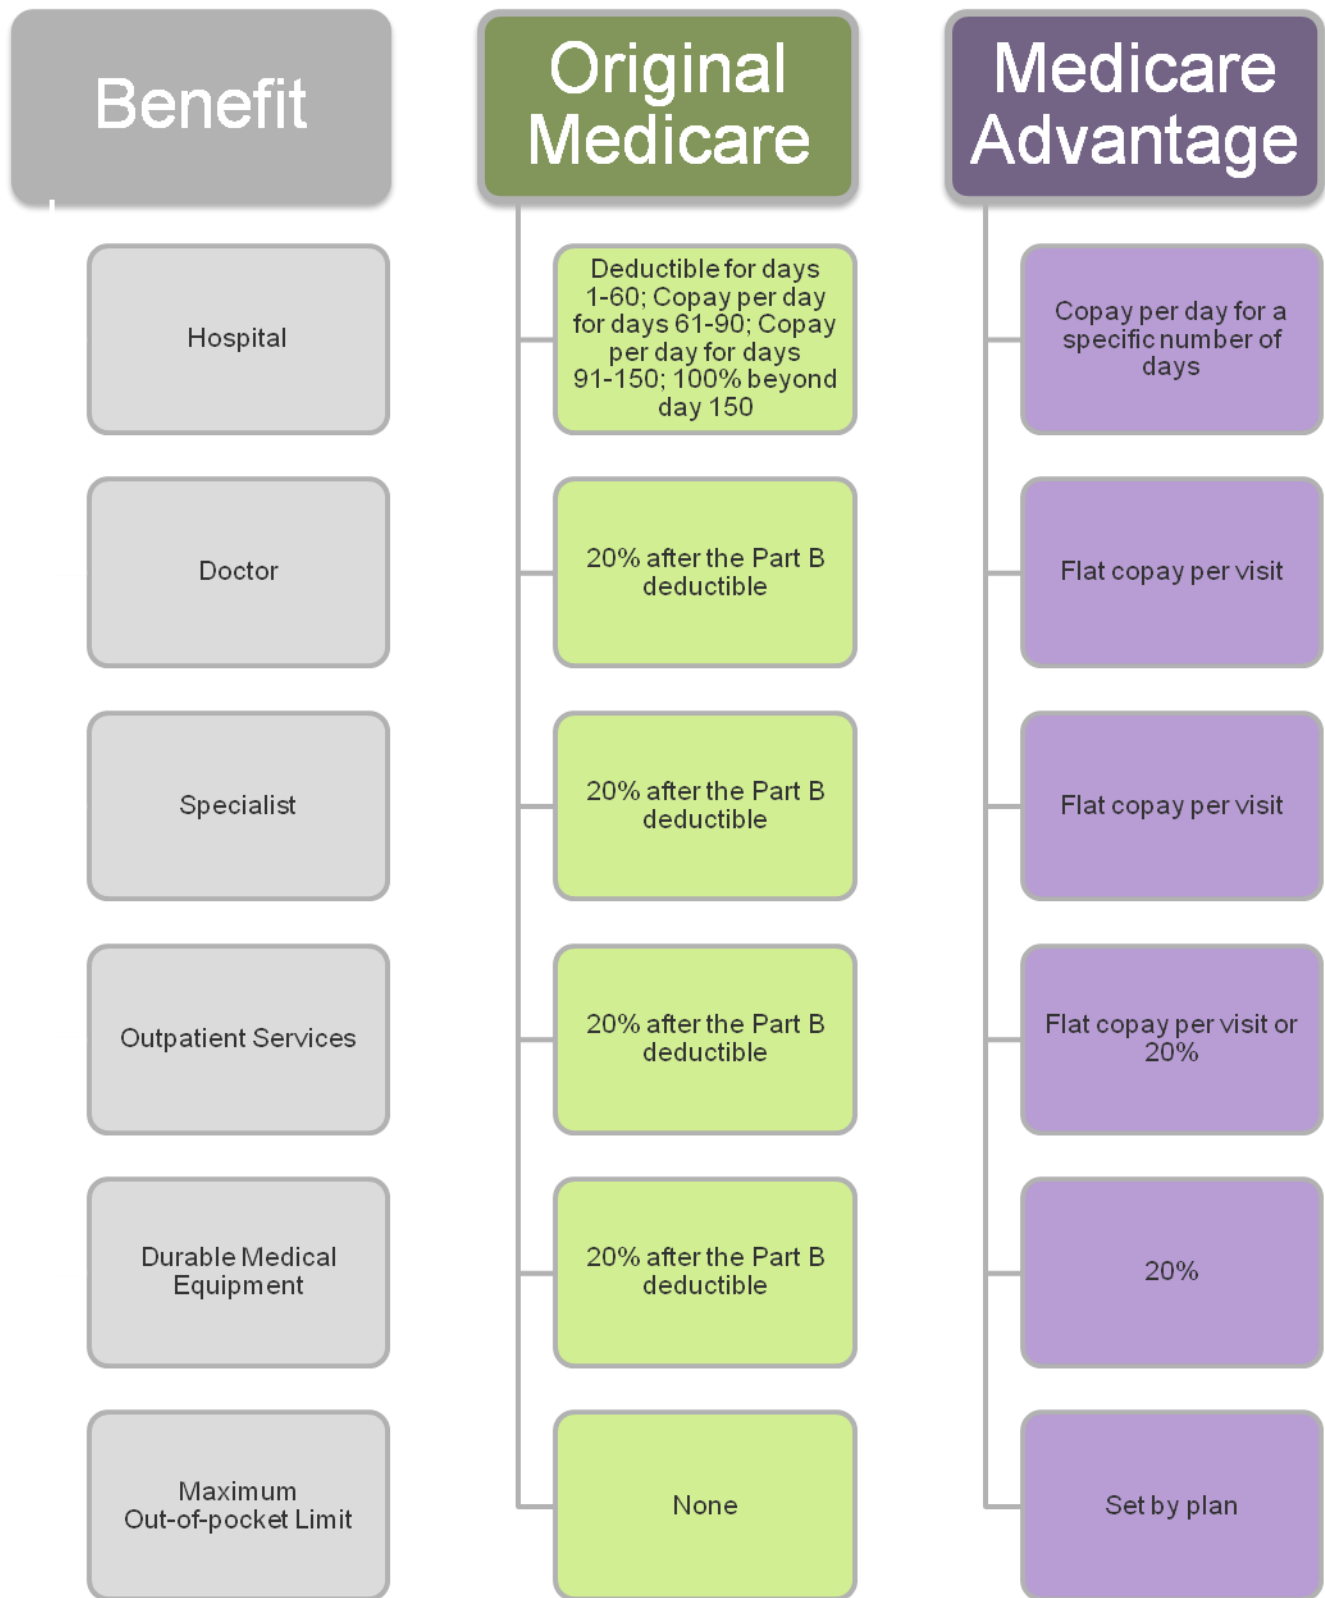 Benefit
Original
Medicare
Medicare
Advantage
Hospital
Deductible for days
1-60; Copay per day
for days 61-90; Copay
per day for days
91-150; 100% beyond
day 150
Copay per day for a
specific number of
days
Doctor
20% after the Part B
deductible
Flat copay per visit
Specialist
20% after the Part B
deductible
Flat copay per visit
Outpatient Services
20% after the Part B
deductible
Flat copay per visit or
20%
Durable Medical
Equipment
20% after the Part B
deductible
20%
Maximum
Out-of-pocket Limit
None
Set by plan